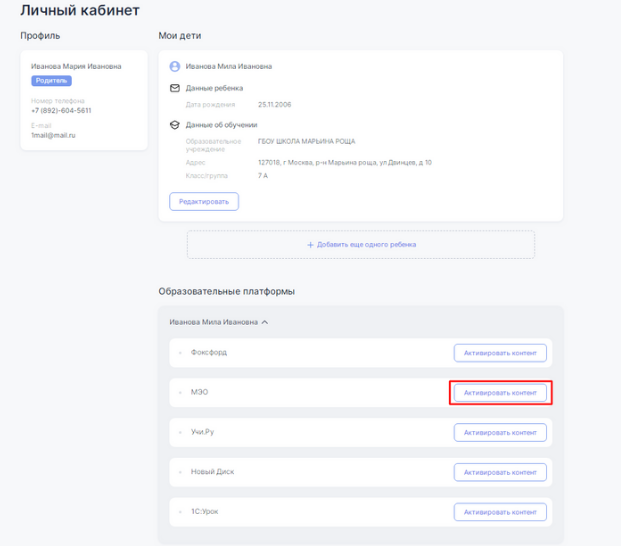 Личный кабинет
Профиль
Мои дети
Иванова Мария Ивановна
Родитель
Номер телефона
+7 (892)-604-5611
E-mail
1mail@mail.ru
Иванова Мила Ивановна
Данные ребенка
Дата рождения 25.11.2006
Данные об обучении
Образовательное учреждение ГБОУ ШКОЛА МАРЬИНА РОЩА
Адрес 127018, г Москва, р-н Марьина роща, ул Двинцев, д 10
Класс/группа 7 А
Редактировать
+ Добавить еще одного ребенка
Образовательные платформы
Иванова Мила Ивановна
Фоксфорд Активировать контент
МЭО Активировать контент
Учи.Ру Активировать контент
Новый Диск Активировать контент
1С:Урок Активировать контент